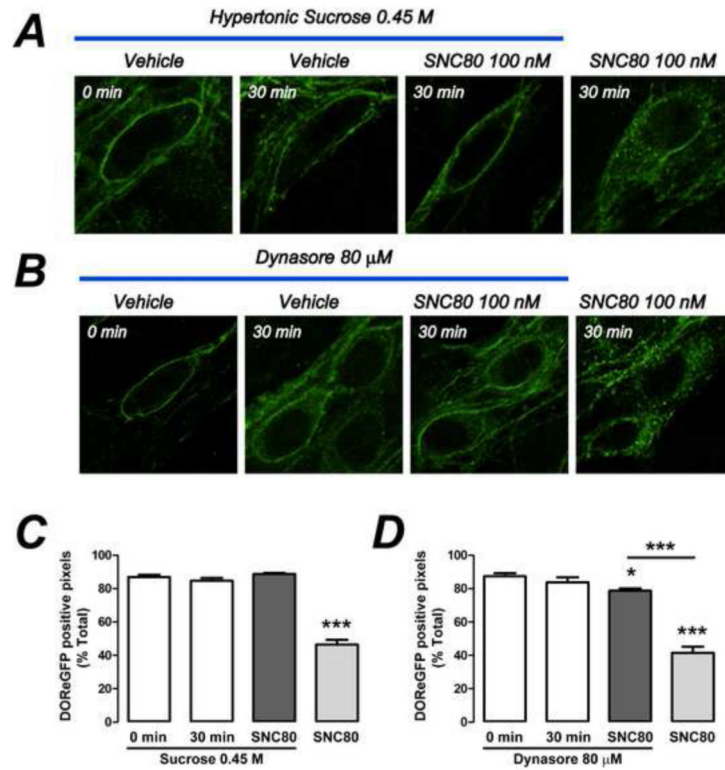 A
Hypertonic Sucrose 0.45 M
Vehicle Vehicle SNC80 100 nM SNC80 100 nM
0 min 30 min 30 min 30 min
B
Dynasore 80 μM
Vehicle Vehicle SNC80 100 nM SNC80 100 nM
0 min 30 min 30 min 30 min
C
DOReGFP positive pixels
(% Total)
100
80
60
40
20
0
***
0 min 30 min SNC80 SNC80
Sucrose 0.45 M
D
DOReGFP positive pixels
(% Total)
100
80
60
40
20
0
***
*
***
0 min 30 min SNC80 SNC80
Dynasore 80 μM